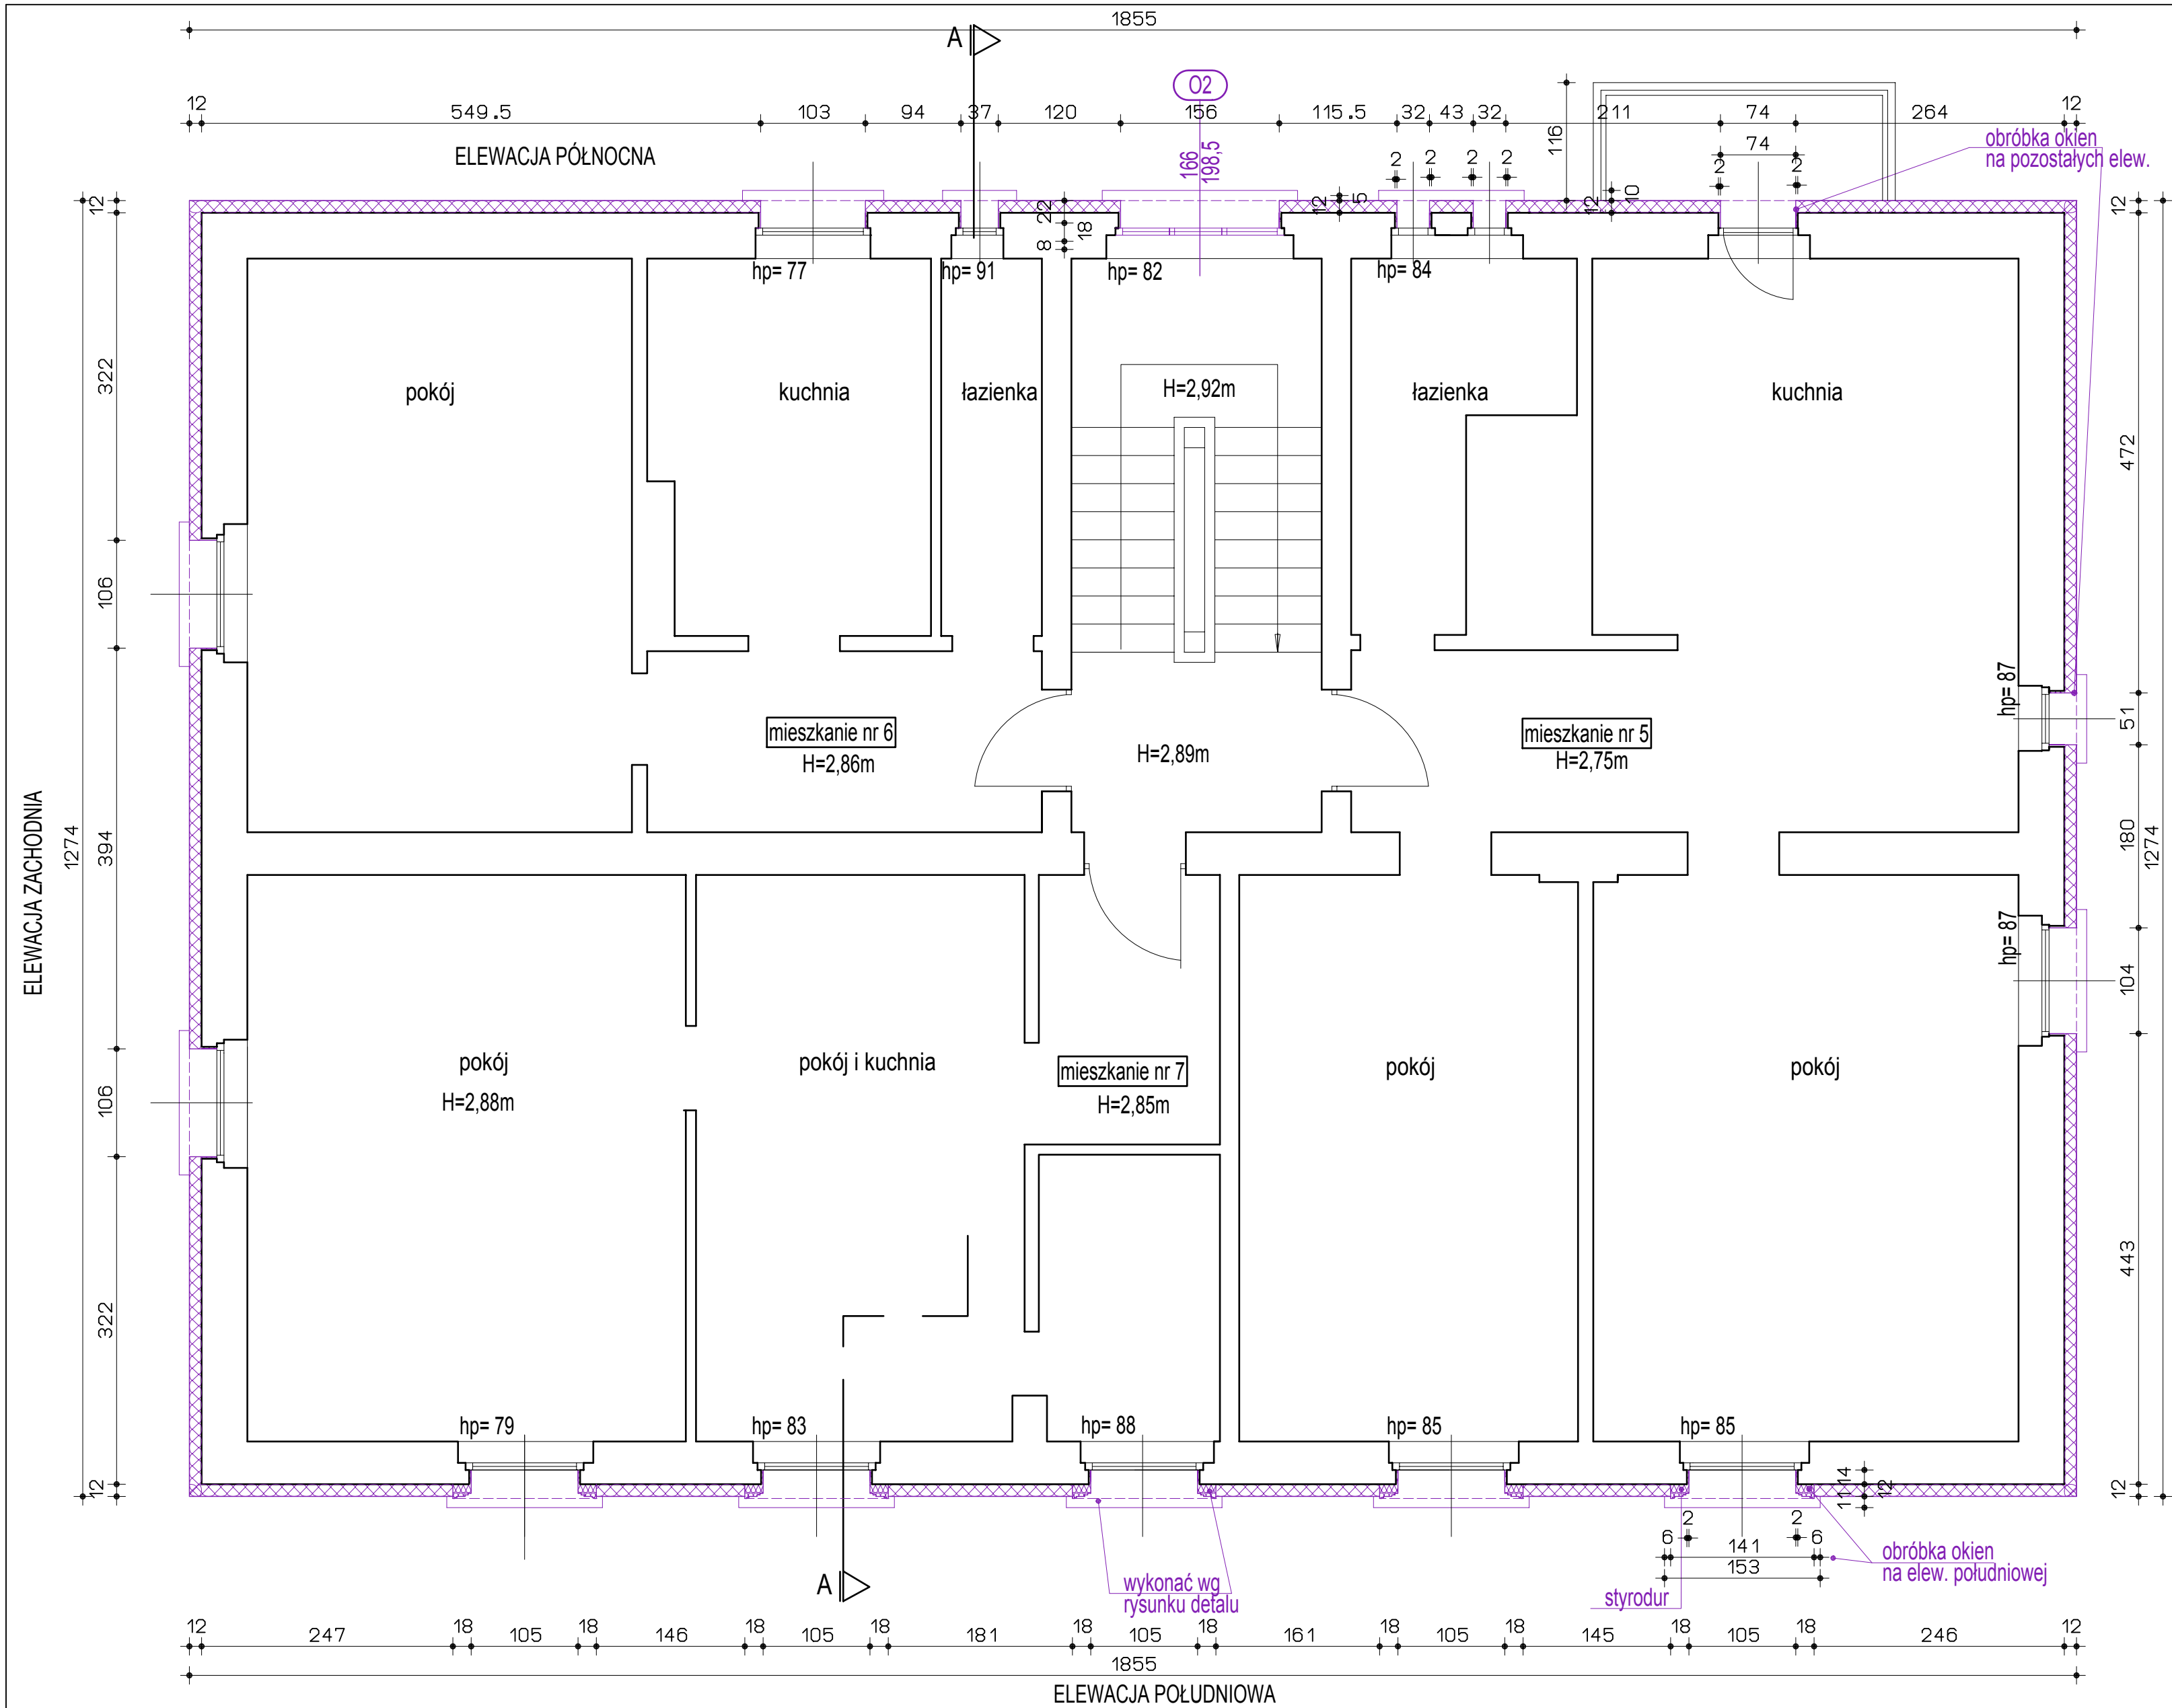 1855
A
O2
12
549.5
103
94
37
120
156
115.5
32
43
32
211
74
264
12
166
198,5
116
74
2
2
2
2
2
2
obróbka okien
na pozostałych elew.
ELEWACJA PÓŁNOCNA
12
22
18
8
12
5
12
10
12
hp= 77
hp= 91
hp= 82
hp= 84
322
pokój
kuchnia
łazienka
H=2,92m
łazienka
kuchnia
472
106
hp= 87
51
mieszkanie nr 6
H=2,86m
H=2,89m
mieszkanie nr 5
H=2,75m
ELEWACJA ZACHODNIA
1274
394
180
1274
hp= 87
104
106
pokój
H=2,88m
pokój i kuchnia
mieszkanie nr 7
H=2,85m
pokój
pokój
322
443
hp= 79
hp= 83
hp= 88
hp= 85
hp= 85
12
14
11
12
12
2
2
6
141
6
153
obróbka okien
na elew. południowej
styrodur
wykonać wg
rysunku detalu
A
12
247
18
105
18
146
18
105
18
181
18
105
18
161
18
105
18
145
18
105
18
246
12
1855
ELEWACJA POŁUDNIOWA